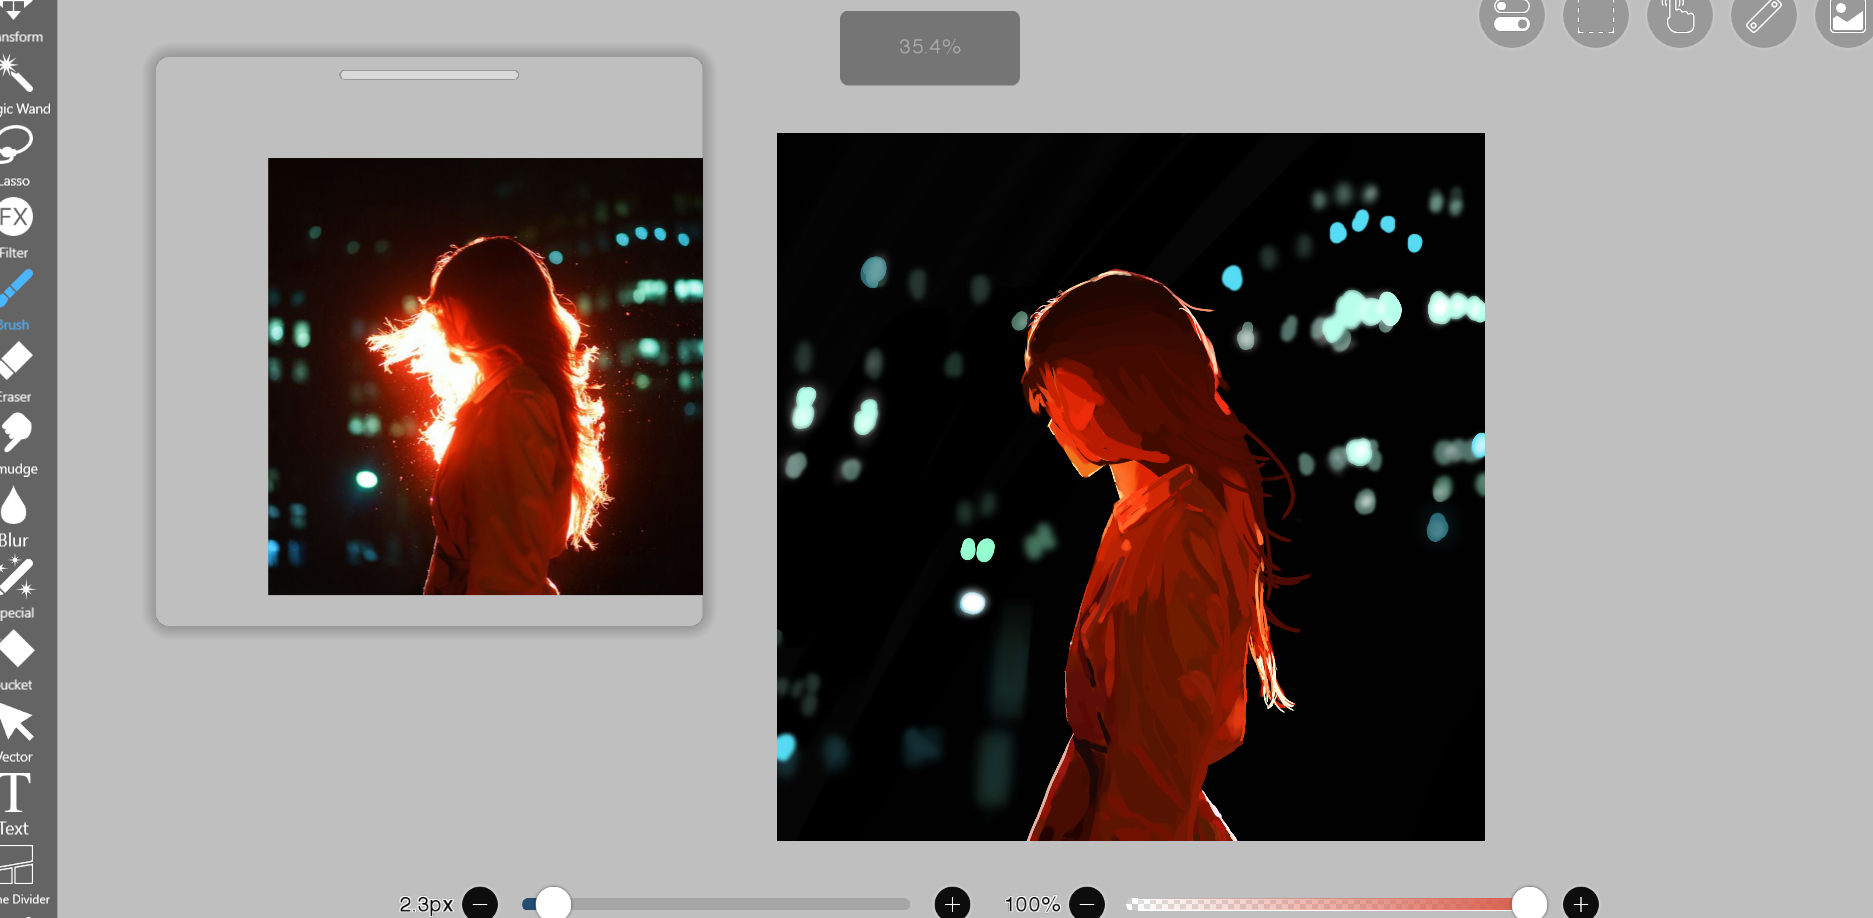 nsform
35.4%
gic Wand
Lasso
FX
Filter
Brush
Eraser
mudge
Blur
pecial
ucket
Vector
T
Text
ne Divider
2.3px
100%